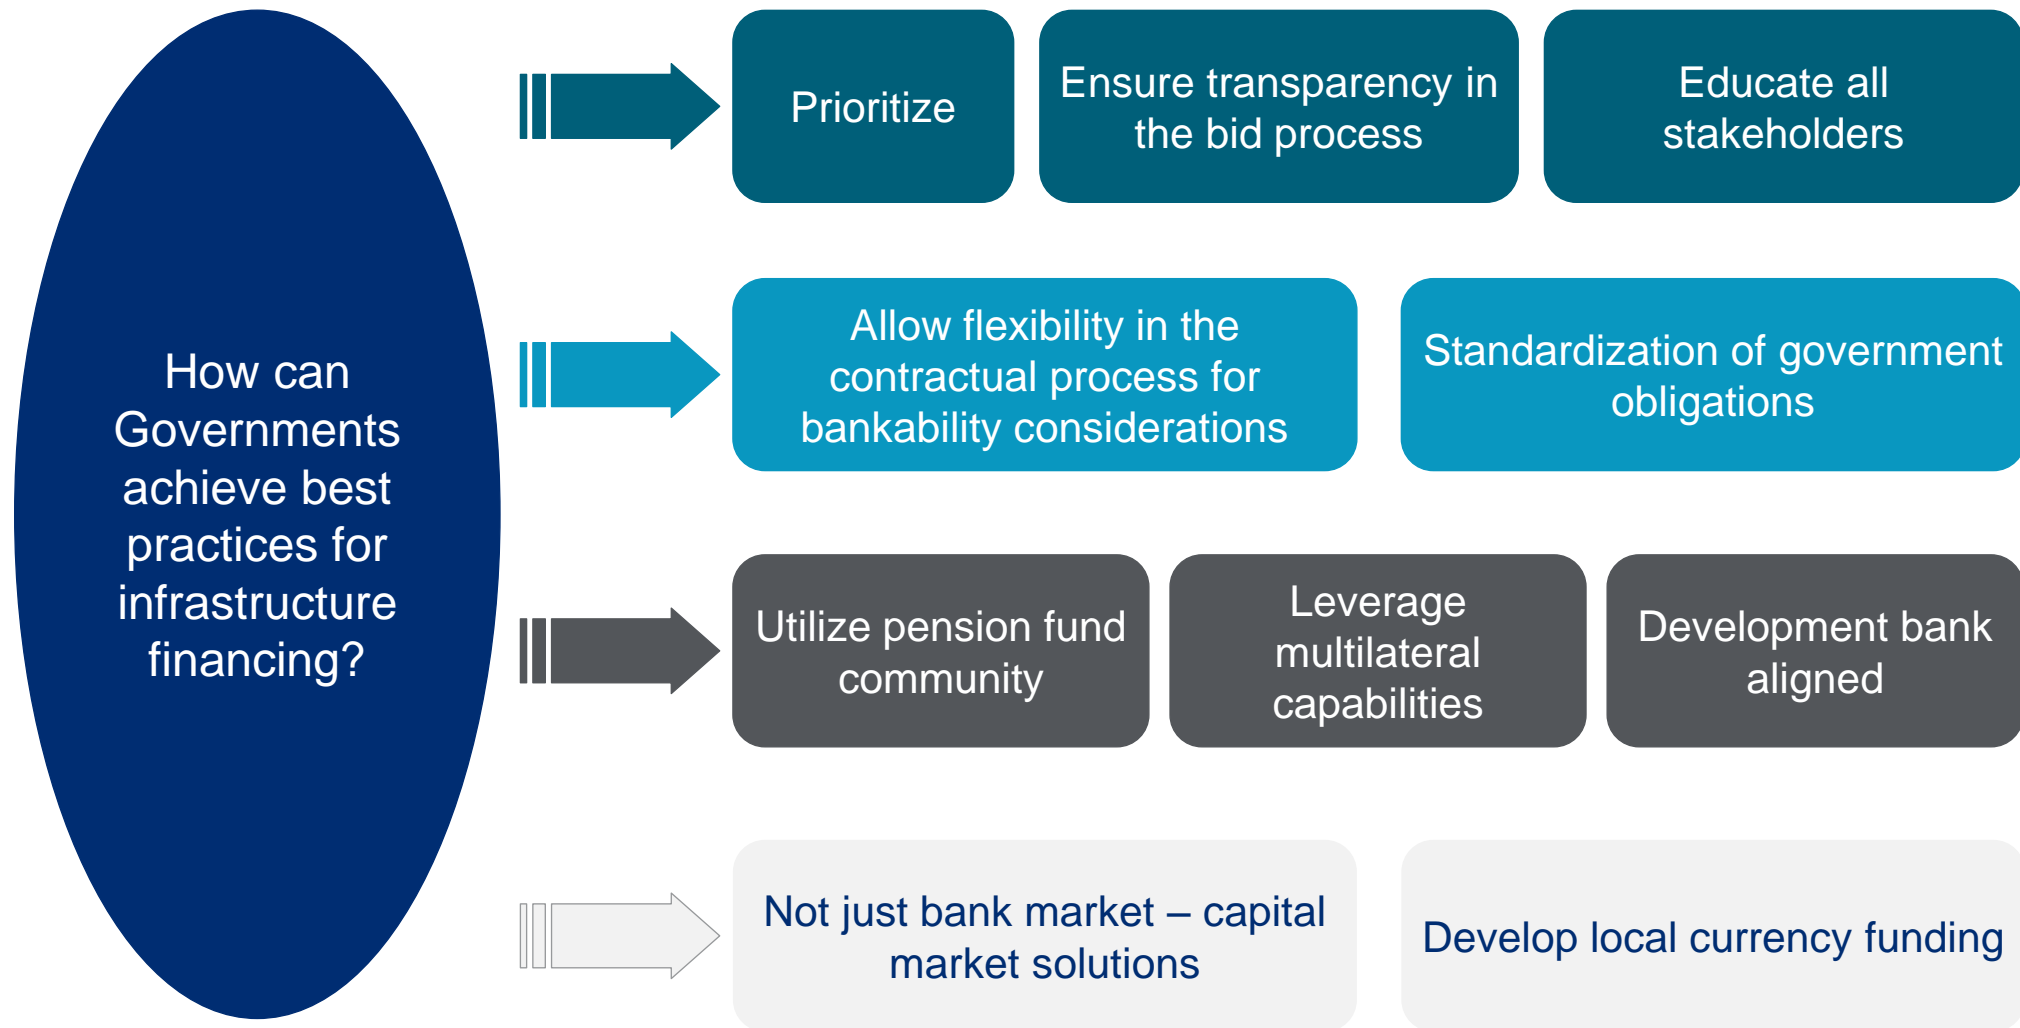 How can
Governments
achieve best
practices for
infrastructure
financing?
Prioritize
Ensure transparency in
the bid process
Educate all
stakeholders
Allow flexibility in the
contractual process for
bankability considerations
Standardization of government
obligations
Utilize pension fund
community
Leverage
multilateral
capabilities
Development bank
aligned
Not just bank market – capital
market solutions
Develop local currency funding